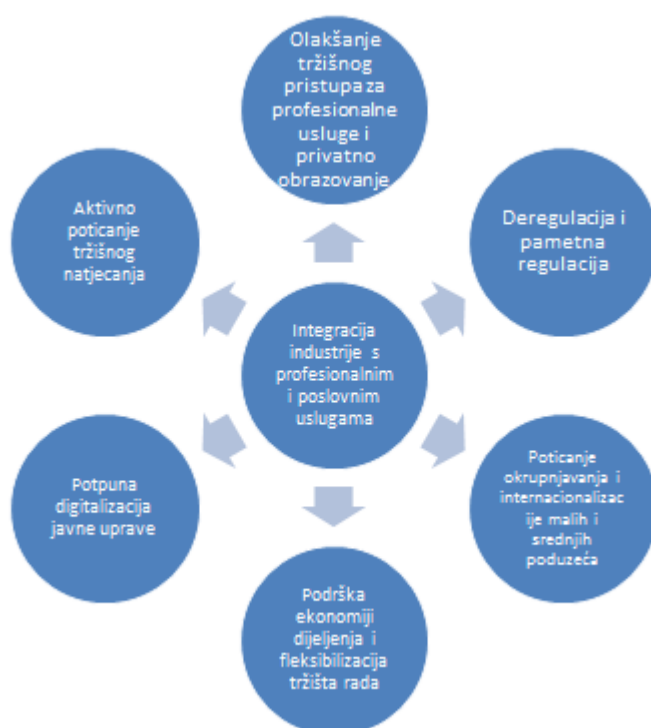 Olakšanje
tržišnog
pristupa za
profesionalne
usluge i
privatno
obrazovanje
Aktivno
poticanje
tržišnog
natjecanja
Deregulacija i
pametna
regulacija
Integracija
industrije s
profesionalnim
i poslovnim
uslugama
Potpuna
digitalizacija
javne uprave
Poticanje
okrupnjavanja i
internacionalizac
ije malih i
srednjih
poduzeća
Podrška
ekonomiji
dijeljenja i
fleksibilizacija
tržišta rada